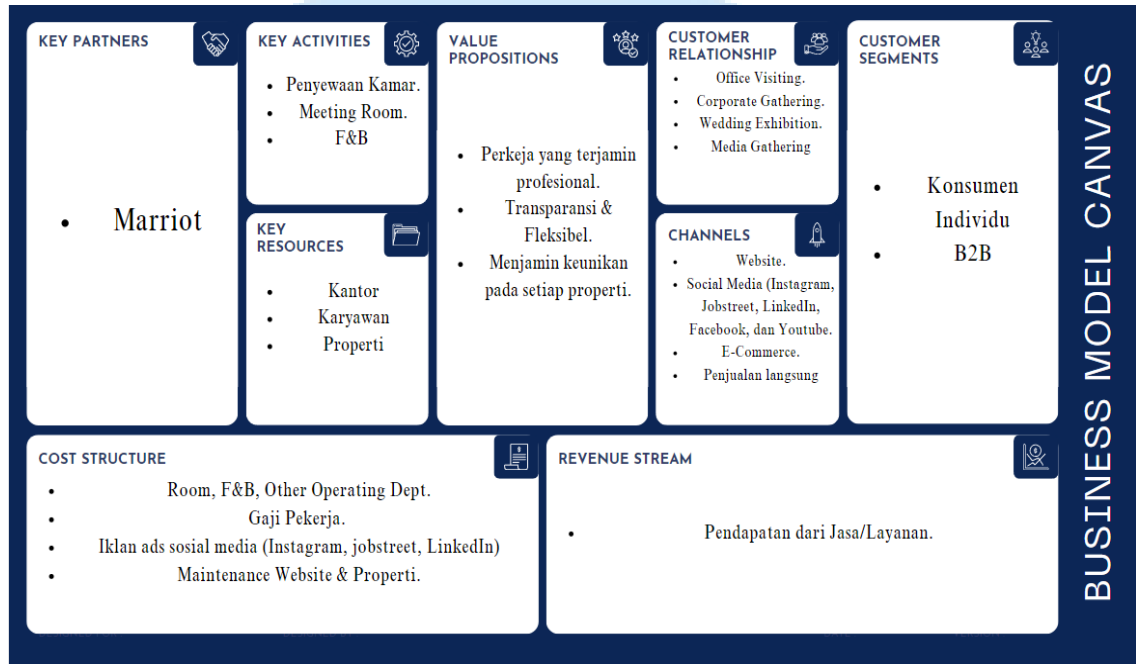 KEY PARTNERS
• Marriot
KEY ACTIVITIES
• Penyewaan Kamar.
• Meeting Room.
• F&B
KEY
RESOURCES
• Kantor
• Karyawan
• Properti
VALUE
PROPOSITIONS
• Perkeja yang terjamin
profesional.
• Transparansi &
Fleksibel.
• Menjamin keunikan
pada setiap properti.
CUSTOMER
RELATIONSHIP
• Office Visiting.
• Corporate Gathering.
• Wedding Exhibition.
• Media Gathering
CHANNELS
• Website.
• Social Media (Instagram,
Jobstreet, LinkedIn,
Facebook, dan Youtube.
• E-Commerce.
• Penjualan langsung
CUSTOMER
SEGMENTS
• Konsumen
Individu
• B2B
COST STRUCTURE
• Room, F&B, Other Operating Dept.
• Gaji Pekerja.
• Iklan ads sosial media (Instagram, jobstreet, LinkedIn)
• Maintenance Website & Properti.
REVENUE STREAM
• Pendapatan dari Jasa/Layanan.
BUSINESS MODEL CANVAS